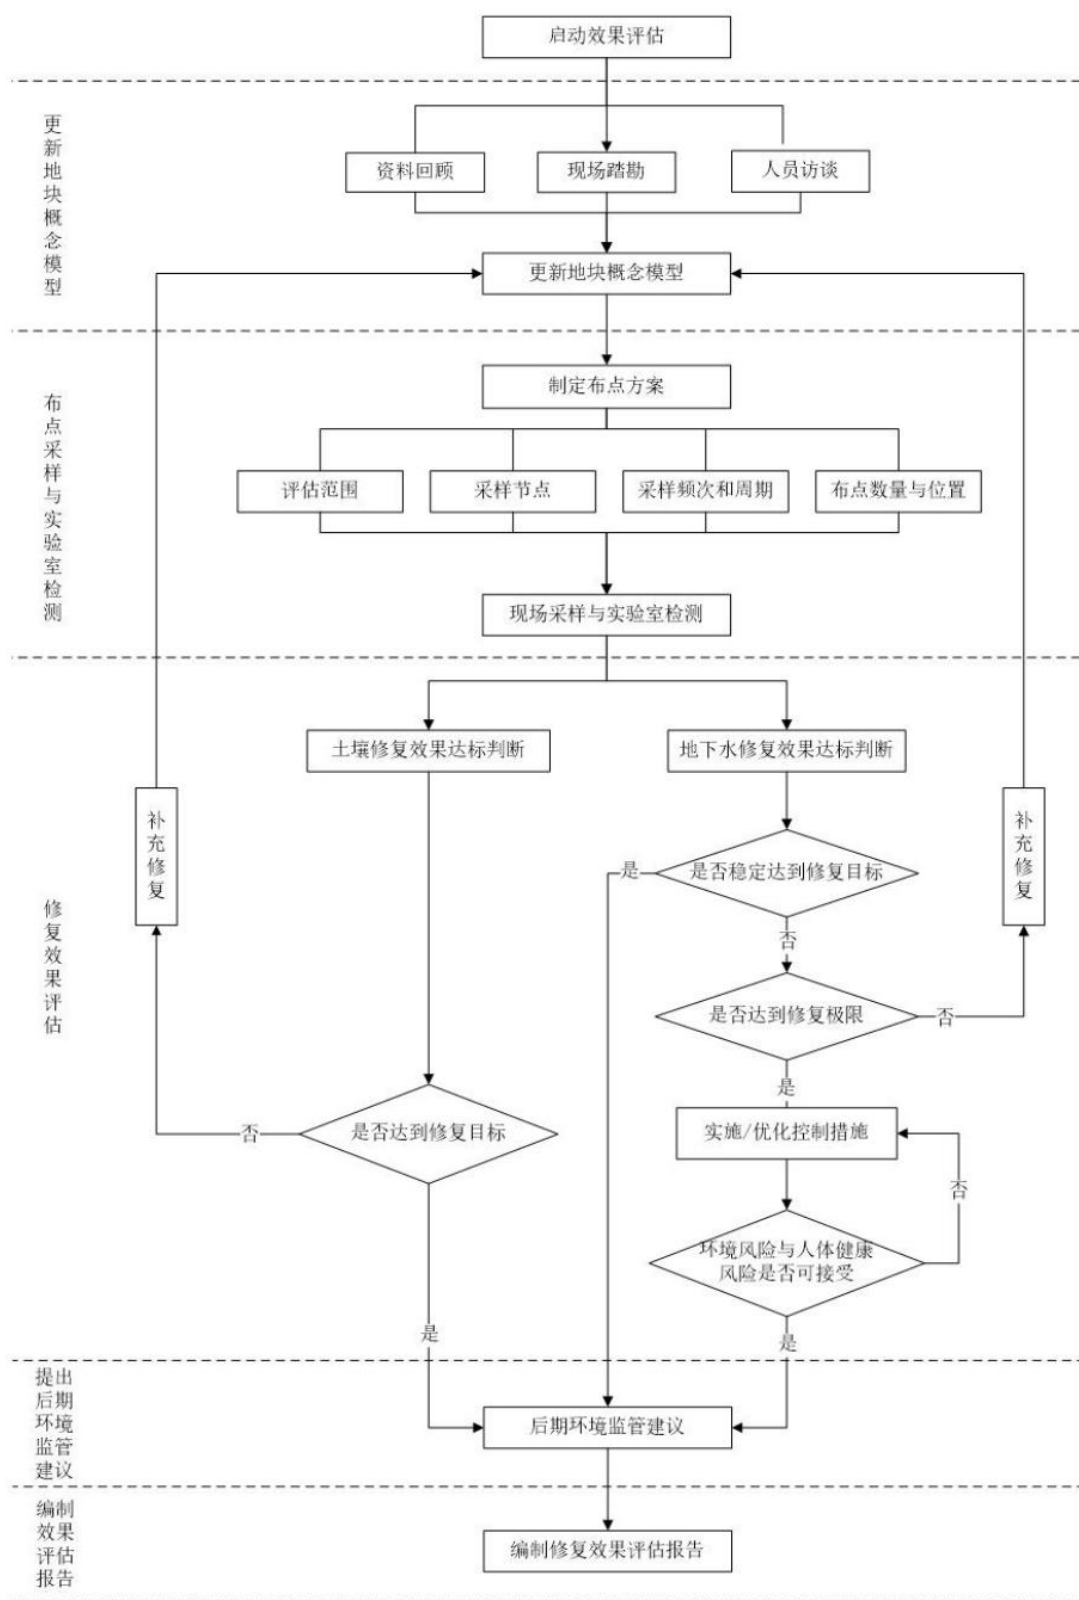 启动效果评估
更新地块概念模型
资料回顾
现场踏勘
人员访谈
更新地块概念模型
布点采样与实验室检测
制定布点方案
评估范围
采样节点
采样频次和周期
布点数量与位置
现场采样与实验室检测
修复效果评估
土壤修复效果达标判断
地下水修复效果达标判断
补充修复
补充修复
是
是否稳定达到修复目标
否
是否达到修复极限
否
是
否
是否达到修复目标
实施/优化控制措施
否
环境风险与人体健康
风险是否可接受
是
是
提出
后期
环境
监管
建议
后期环境监管建议
编制
效果
评估
报告
编制修复效果评估报告